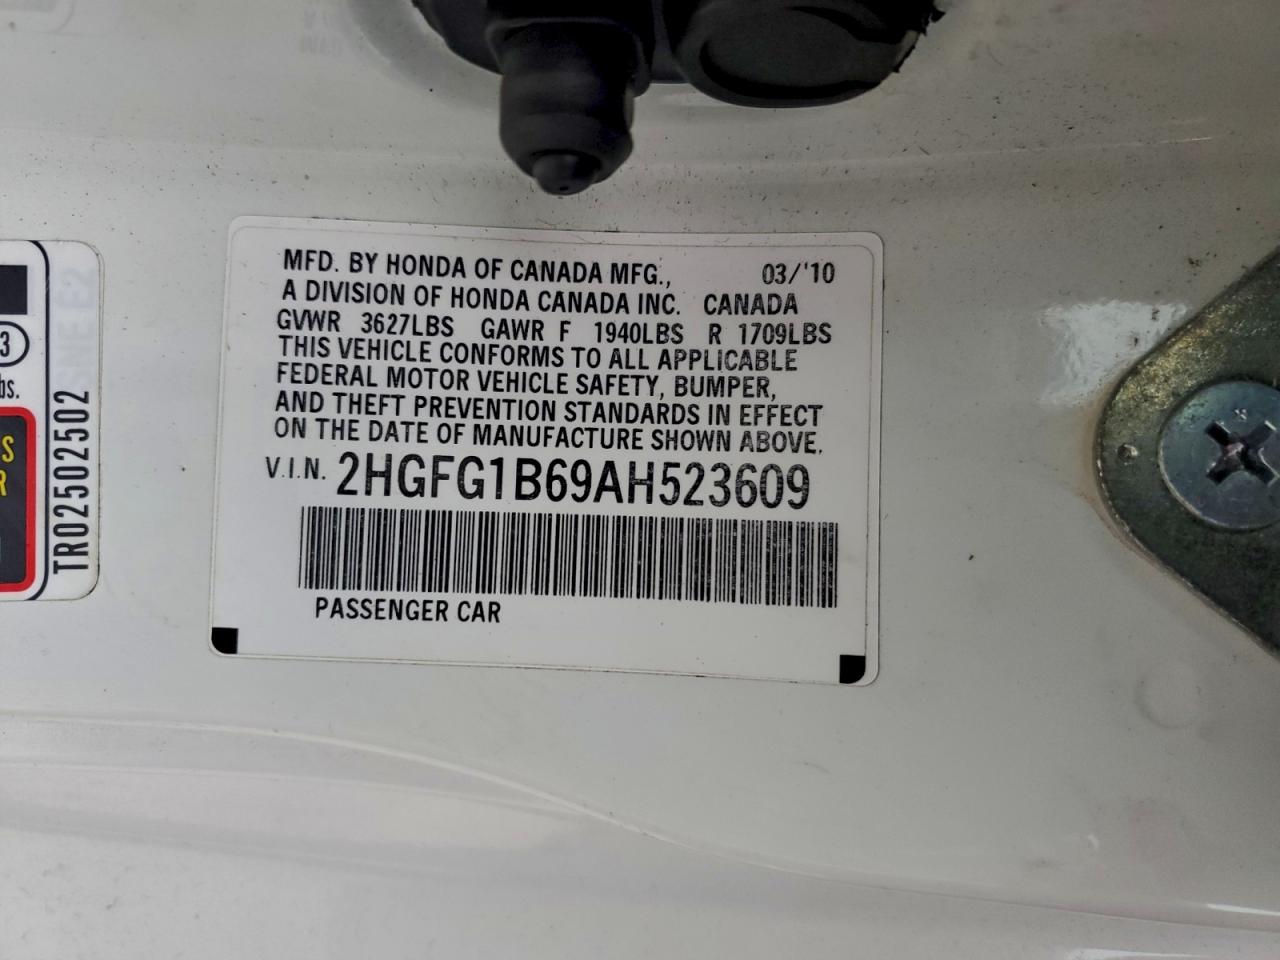 MFD. BY HONDA OF CANADA MFG., 03/'10
A DIVISION OF HONDA CANADA INC. CANADA
GVWR 3627LBS GAWR F 1940LBS R 1709LBS
THIS VEHICLE CONFORMS TO ALL APPLICABLE
FEDERAL MOTOR VEHICLE SAFETY, BUMPER,
AND THEFT PREVENTION STANDARDS IN EFFECT
ON THE DATE OF MANUFACTURE SHOWN ABOVE.
V.I.N. 2HGFG1B69AH523609
PASSENGER CAR
TR02502502
3
bs.
S
R